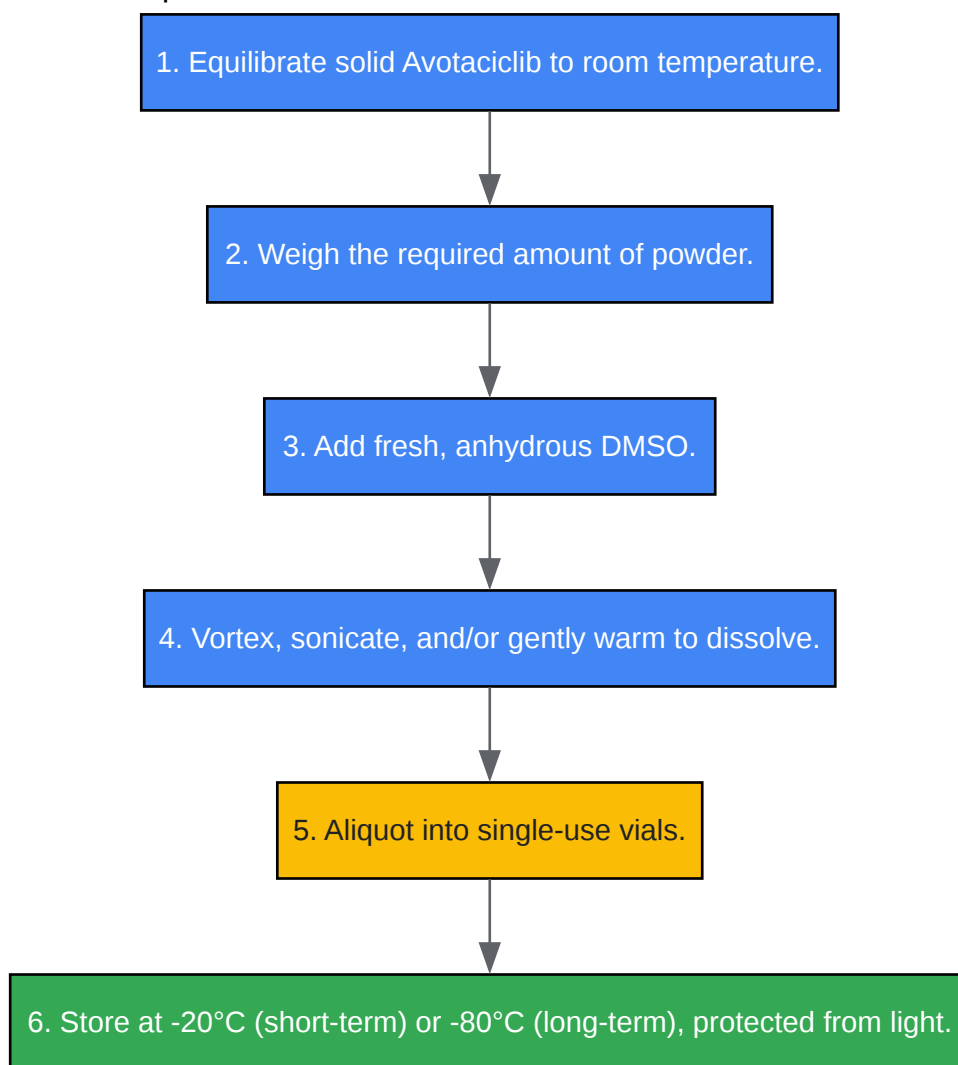 1. Equilibrate solid Avotaciclib to room temperature.
2. Weigh the required amount of powder.
3. Add fresh, anhydrous DMSO.
4. Vortex, sonicate, and/or gently warm to dissolve.
5. Aliquot into single-use vials.
6. Store at -20°C (short-term) or -80°C (long-term), protected from light.